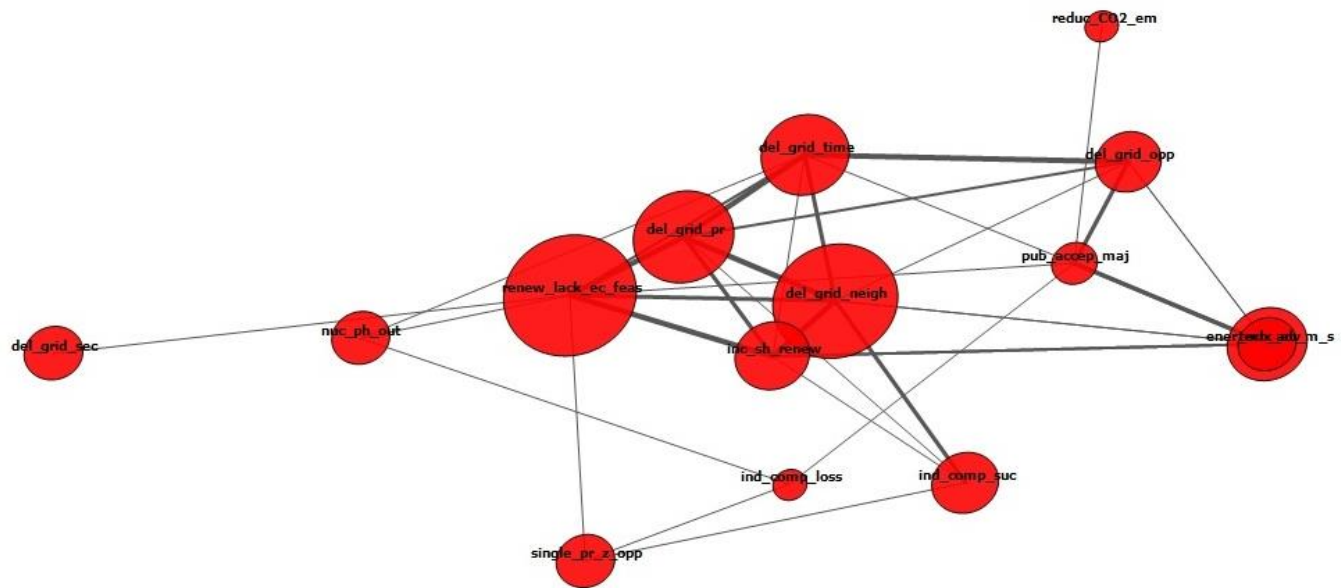 reduc_CO2_em
del_grid_time
del_grid_opp
del_grid_pr
pub_accep_maj
renew_lack_ec_feas
del_grid_neigh
nuc_ph_out
del_grid_sec
inc_sh_renew
ind_comp_loss
ind_comp_suc
single_pr_z_opp